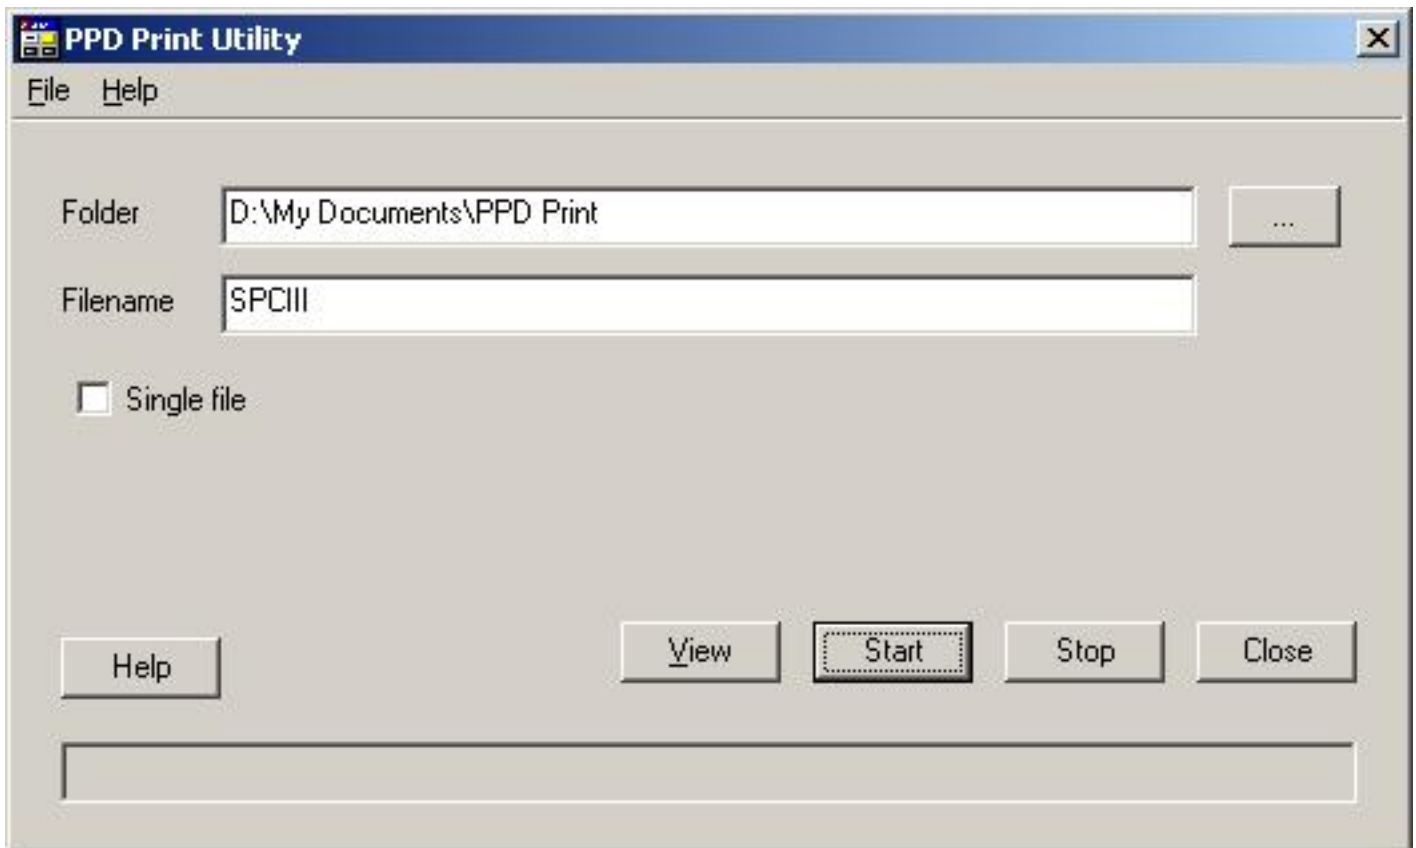 PPD Print Utility
File Help
Folder D:\My Documents\PPD Print ...
Filename SPCIII
Single file
Help View Start Stop Close